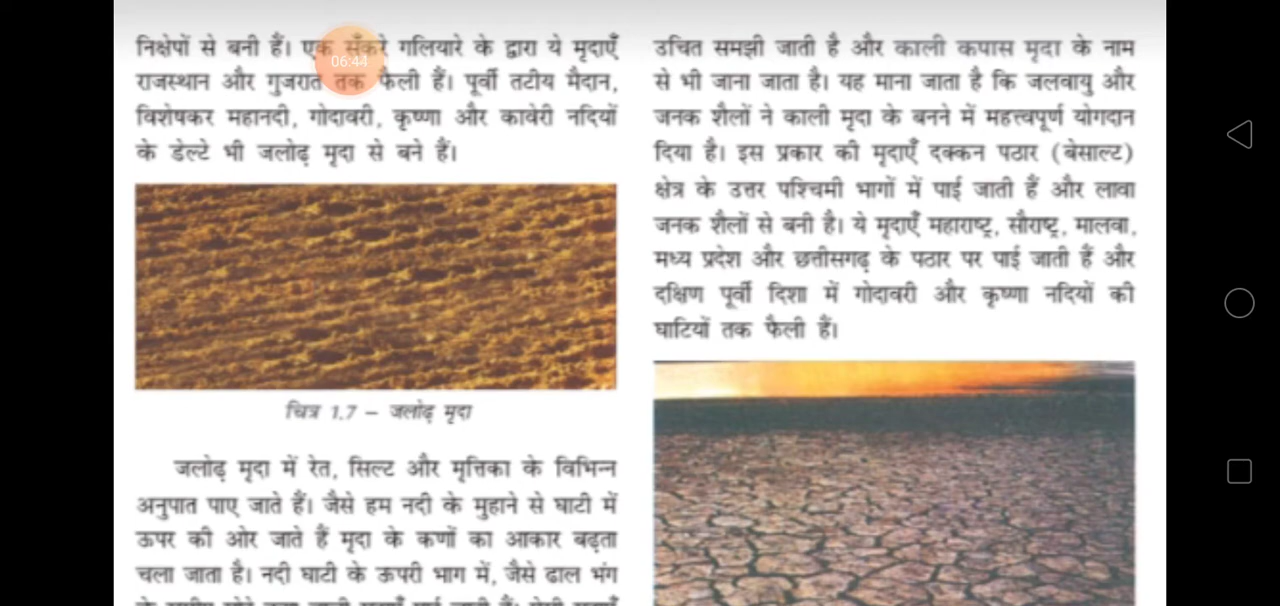 निक्षेपों से बनी हैं। एक सँकरे गलियारे के द्वारा ये मृदाएँ
राजस्थान और गुजरात तक फैली हैं। पूर्वी तटीय मैदान,
विशेषकर महानदी, गोदावरी, कृष्णा और कावेरी नदियों
के डेल्टे भी जलोढ़ मृदा से बने हैं।
06:44
चित्र 1.7 – जलोढ़ मृदा
जलोढ़ मृदा में रेत, सिल्ट और मृत्तिका के विभिन्न
अनुपात पाए जाते हैं। जैसे हम नदी के मुहाने से घाटी में
ऊपर की ओर जाते हैं मृदा के कणों का आकार बढ़ता
चला जाता है। नदी घाटी के ऊपरी भाग में, जैसे ढाल भंग
उचित समझी जाती है और काली कपास मृदा के नाम
से भी जाना जाता है। यह माना जाता है कि जलवायु और
जनक शैलों ने काली मृदा के बनने में महत्त्वपूर्ण योगदान
दिया है। इस प्रकार की मृदाएँ दक्कन पठार (बेसाल्ट)
क्षेत्र के उत्तर पश्चिमी भागों में पाई जाती हैं और लावा
जनक शैलों से बनी है। ये मृदाएँ महाराष्ट्र, सौराष्ट्र, मालवा,
मध्य प्रदेश और छत्तीसगढ़ के पठार पर पाई जाती हैं और
दक्षिण पूर्वी दिशा में गोदावरी और कृष्णा नदियों की
घाटियों तक फैली हैं।